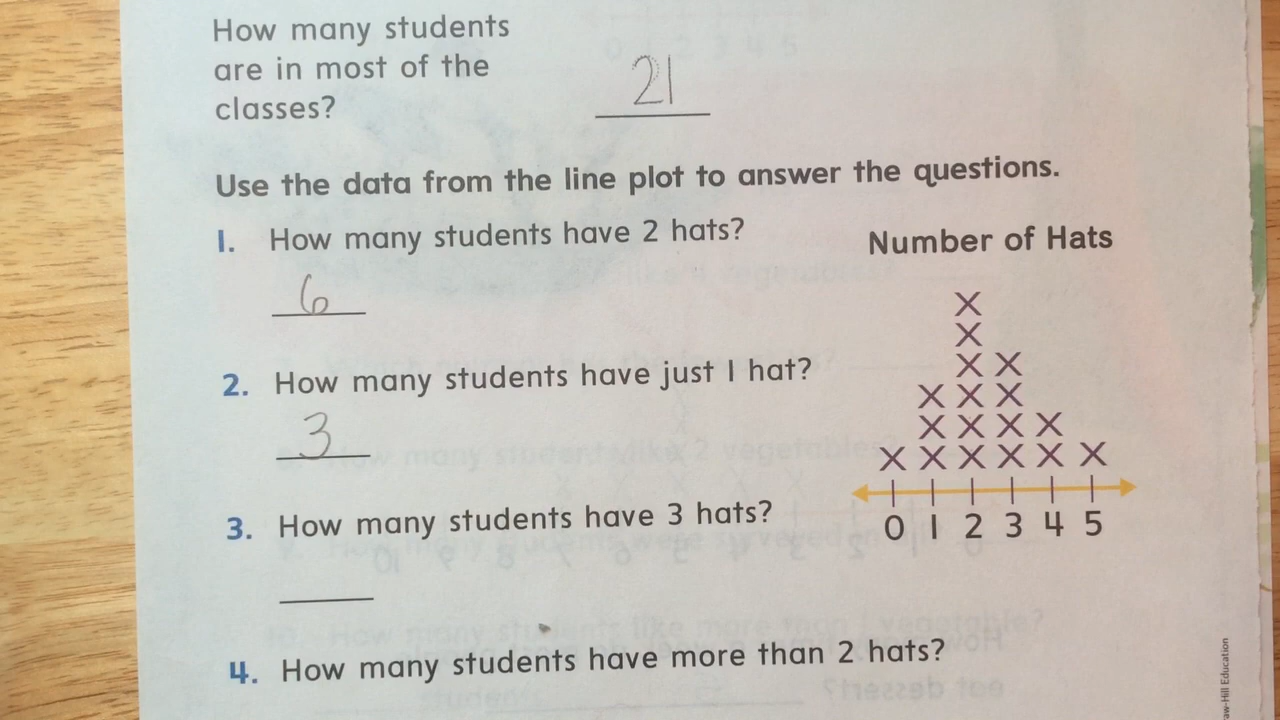 How many students
are in most of the
classes?
21
Use the data from the line plot to answer the questions.
1. How many students have 2 hats?
6
Number of Hats
2. How many students have just 1 hat?
3
0 1 2 3 4 5
3. How many students have 3 hats?
4. How many students have more than 2 hats?
aw-Hill Education